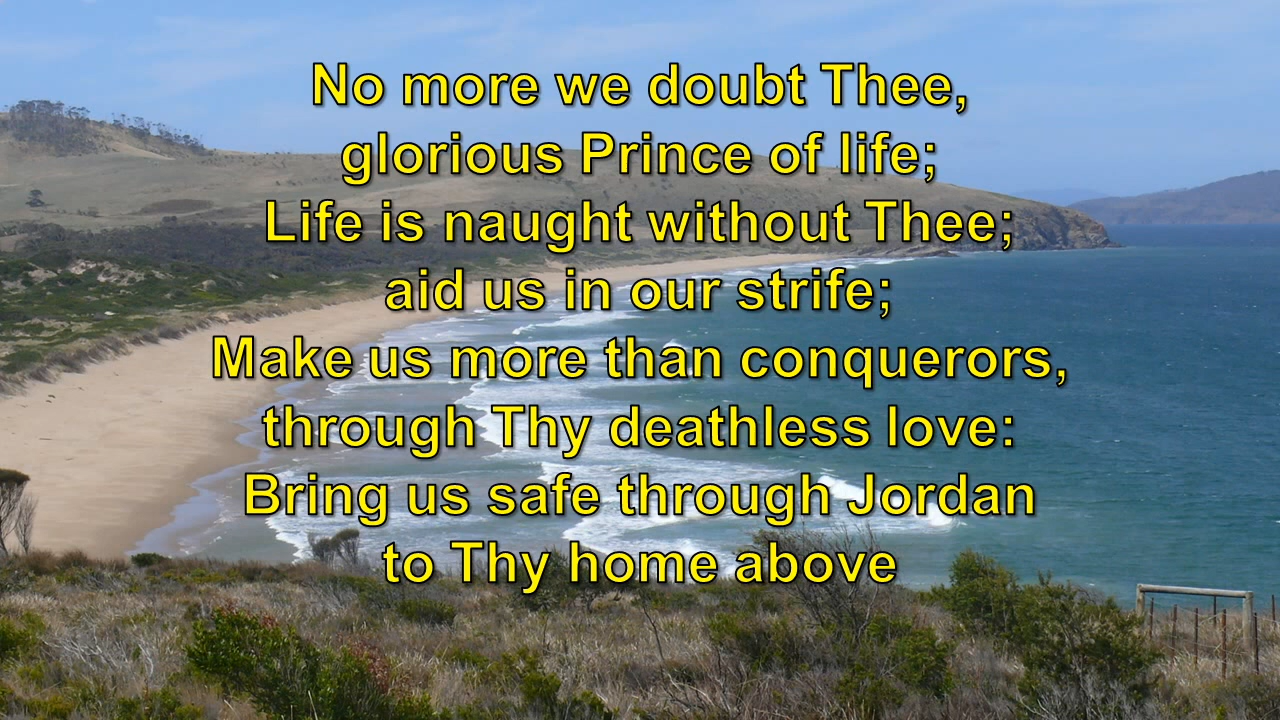 No more we doubt Thee,
glorious Prince of life;
Life is naught without Thee;
aid us in our strife;
Make us more than conquerors,
through Thy deathless love:
Bring us safe through Jordan
to Thy home above